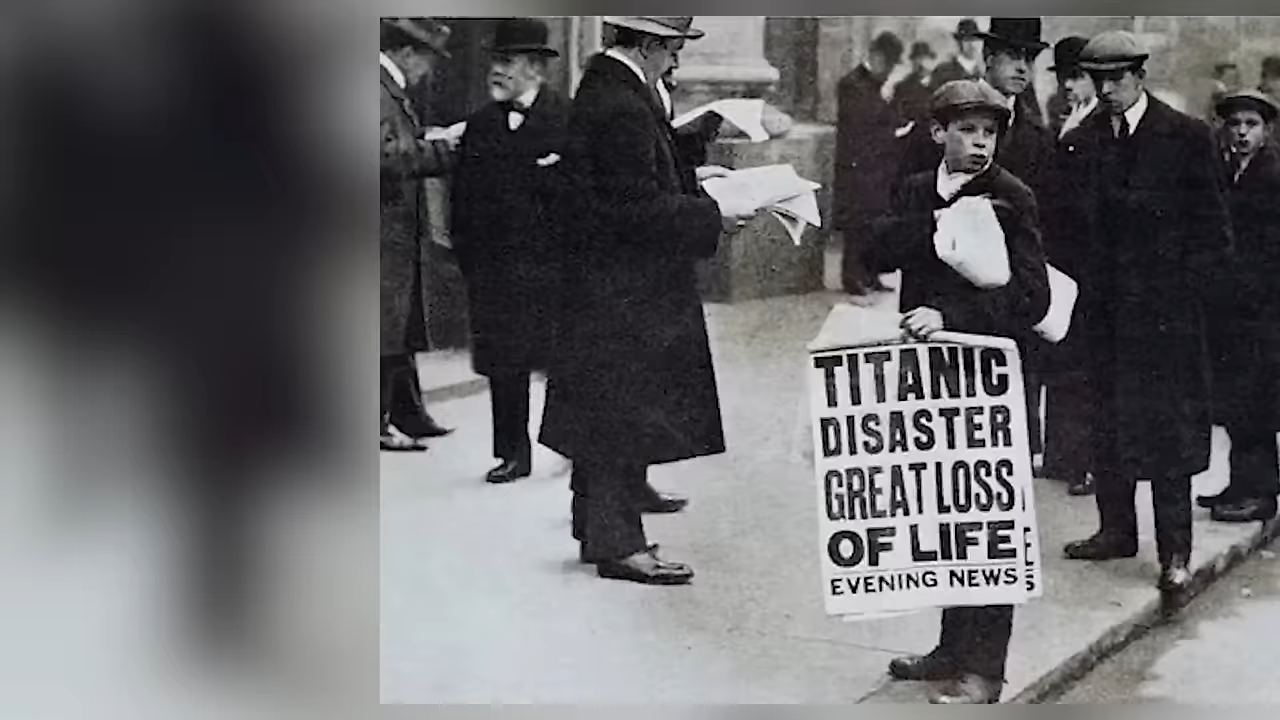 TITANIC
DISASTER
GREAT LOSS
OF LIFE
EVENING NEWS